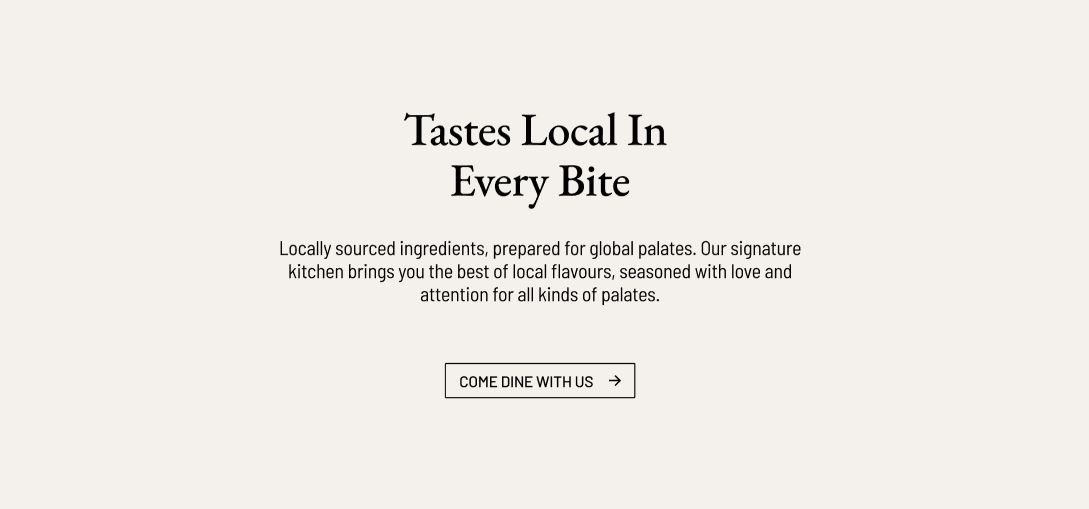 Tastes Local In
Every Bite
Locally sourced ingredients, prepared for global palates. Our signature
kitchen brings you the best of local flavours, seasoned with love and
attention for all kinds of palates.
COME DINE WITH US →